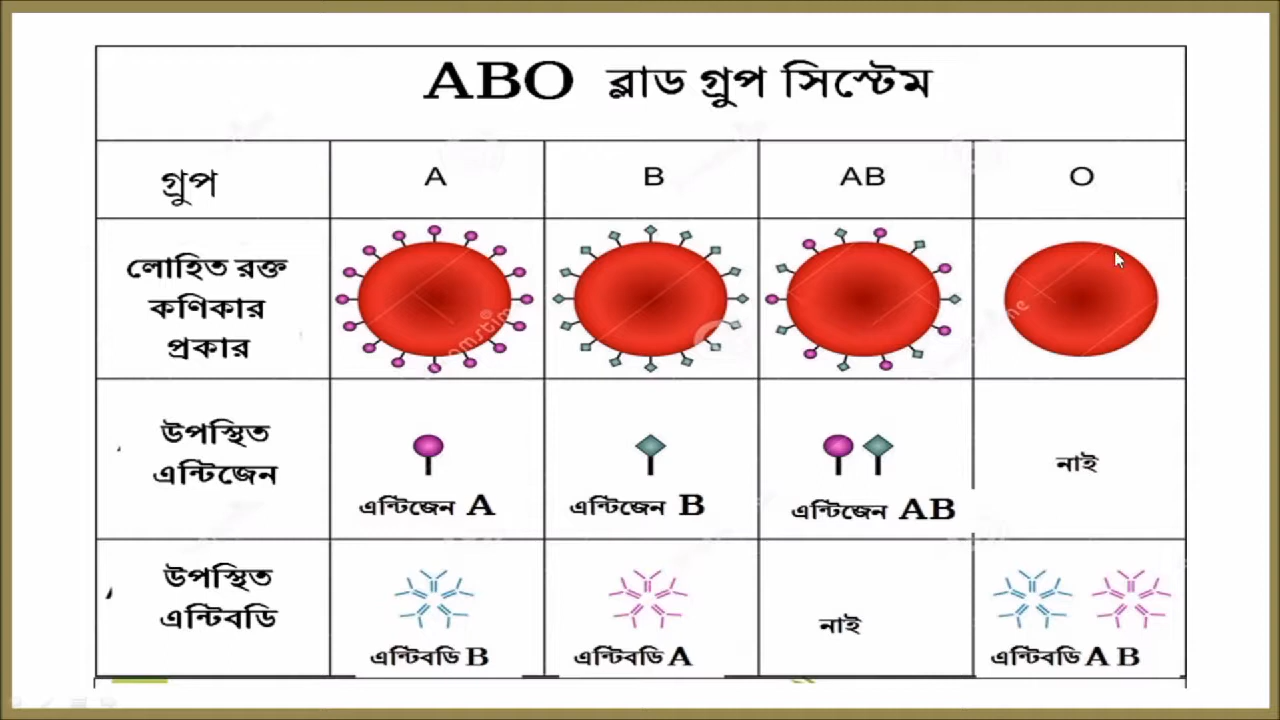 ABO ব্লাড গ্রুপ সিস্টেম
গ্রুপ A B AB O
লোহিত রক্ত
কণিকার
প্রকার
উপস্থিত
এন্টিজেন
নাই
এন্টিজেন A এন্টিজেন B এন্টিজেন AB
উপস্থিত
এন্টিবডি
নাই
এন্টিবডি B এন্টিবডি A এন্টিবডি A B